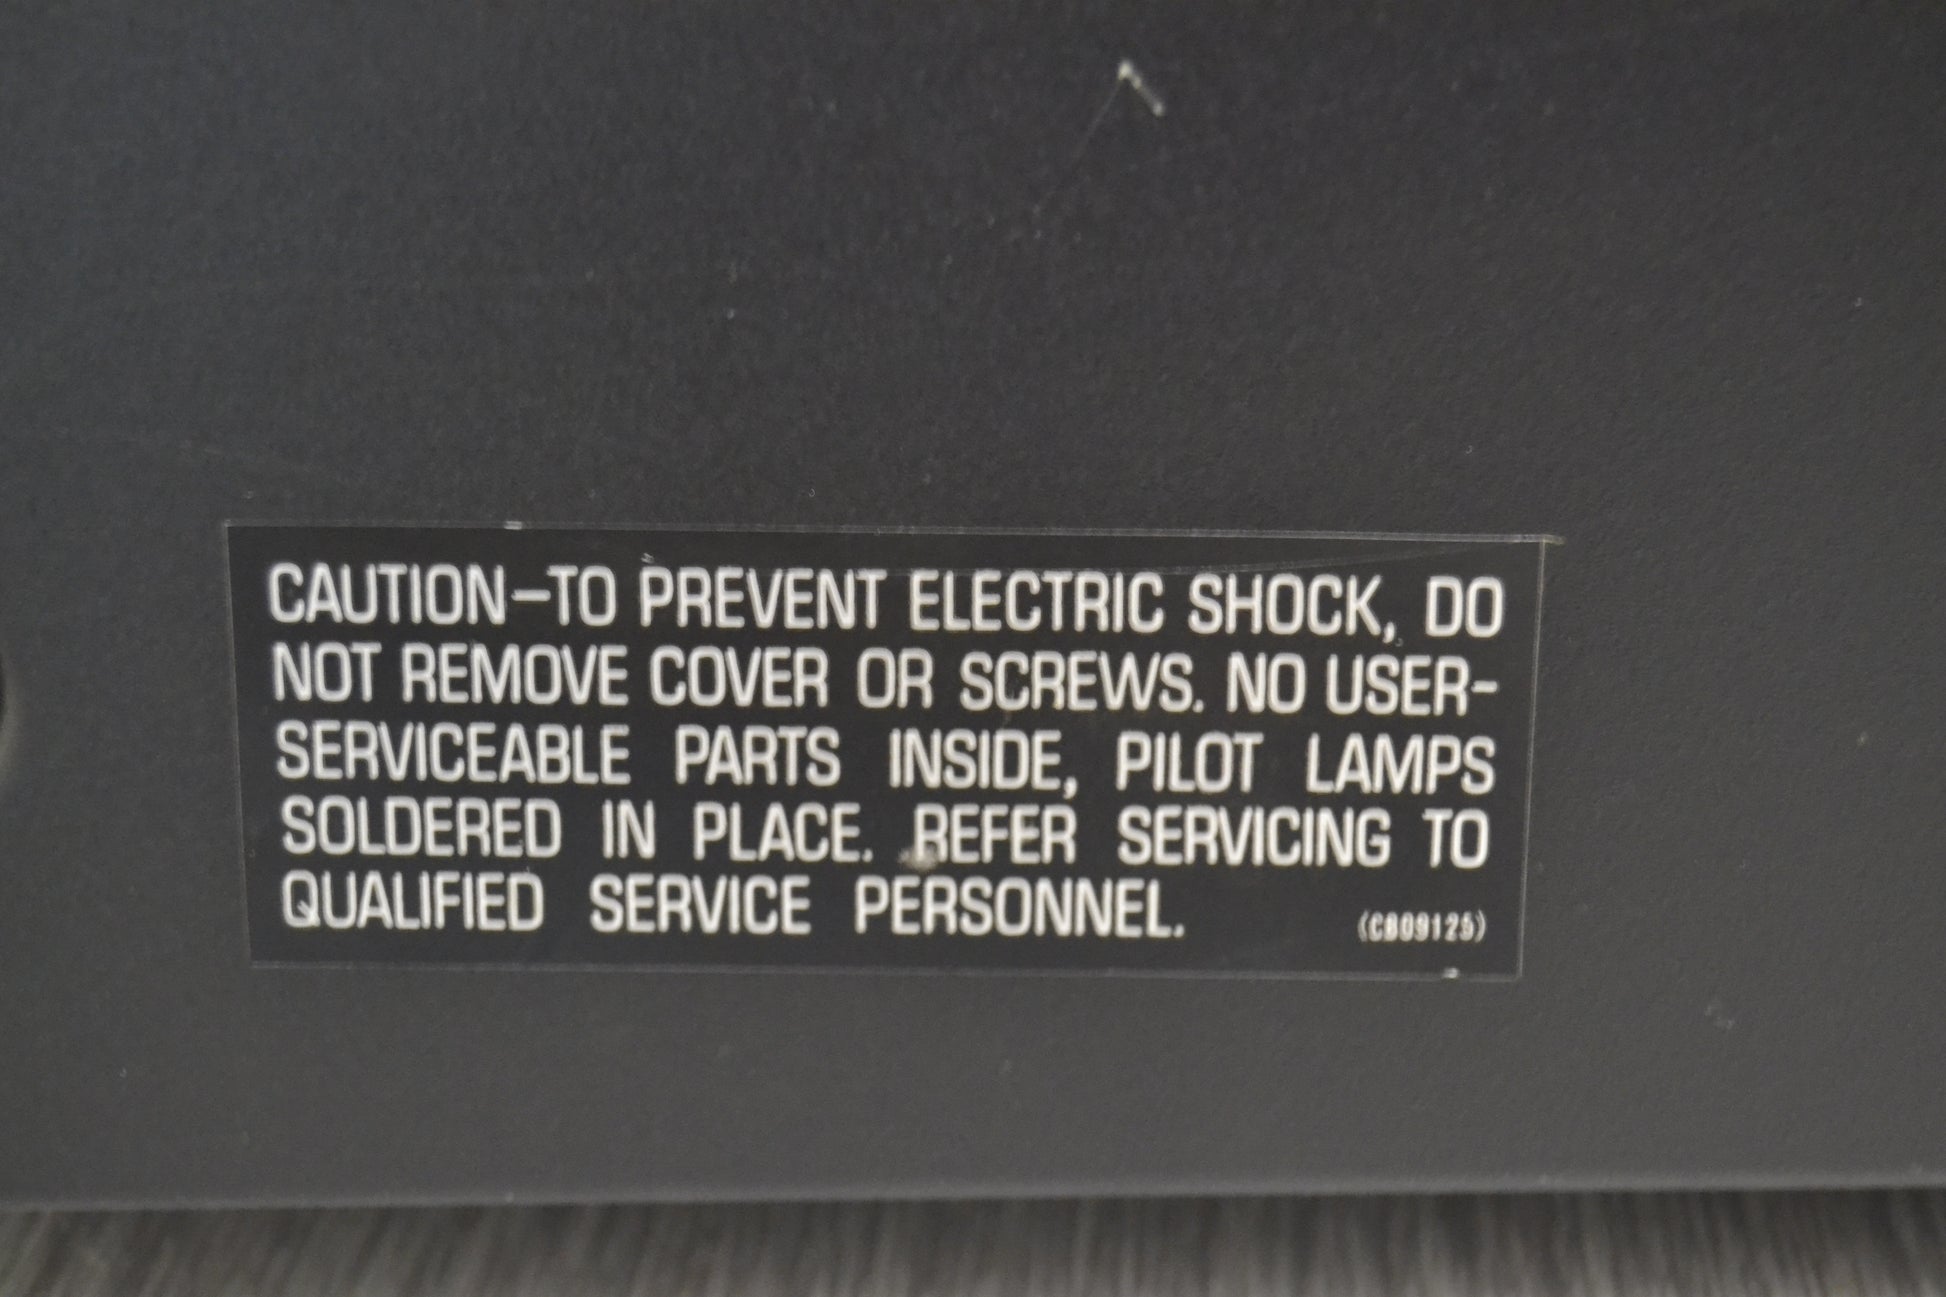 CAUTION–TO PREVENT ELECTRIC SHOCK, DO
NOT REMOVE COVER OR SCREWS. NO USER-
SERVICEABLE PARTS INSIDE, PILOT LAMPS
SOLDERED IN PLACE. REFER SERVICING TO
QUALIFIED SERVICE PERSONNEL.
(CB09125)